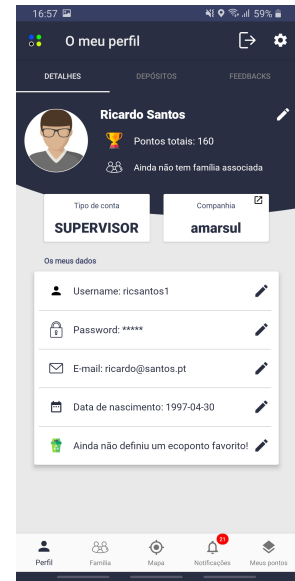 16:57 59%
O meu perfil
DETALHES DEPÓSITOS FEEDBACKS
Ricardo Santos
Pontos totais: 160
Ainda não tem família associada
Tipo de conta
SUPERVISOR
Companhia
amarsul
Os meus dados
Username: ricsantos1
Password: *****
E-mail: ricardo@santos.pt
Data de nascimento: 1997-04-30
Ainda não definiu um ecoponto favorito!
21
Perfil Família Mapa Notificações Meus pontos